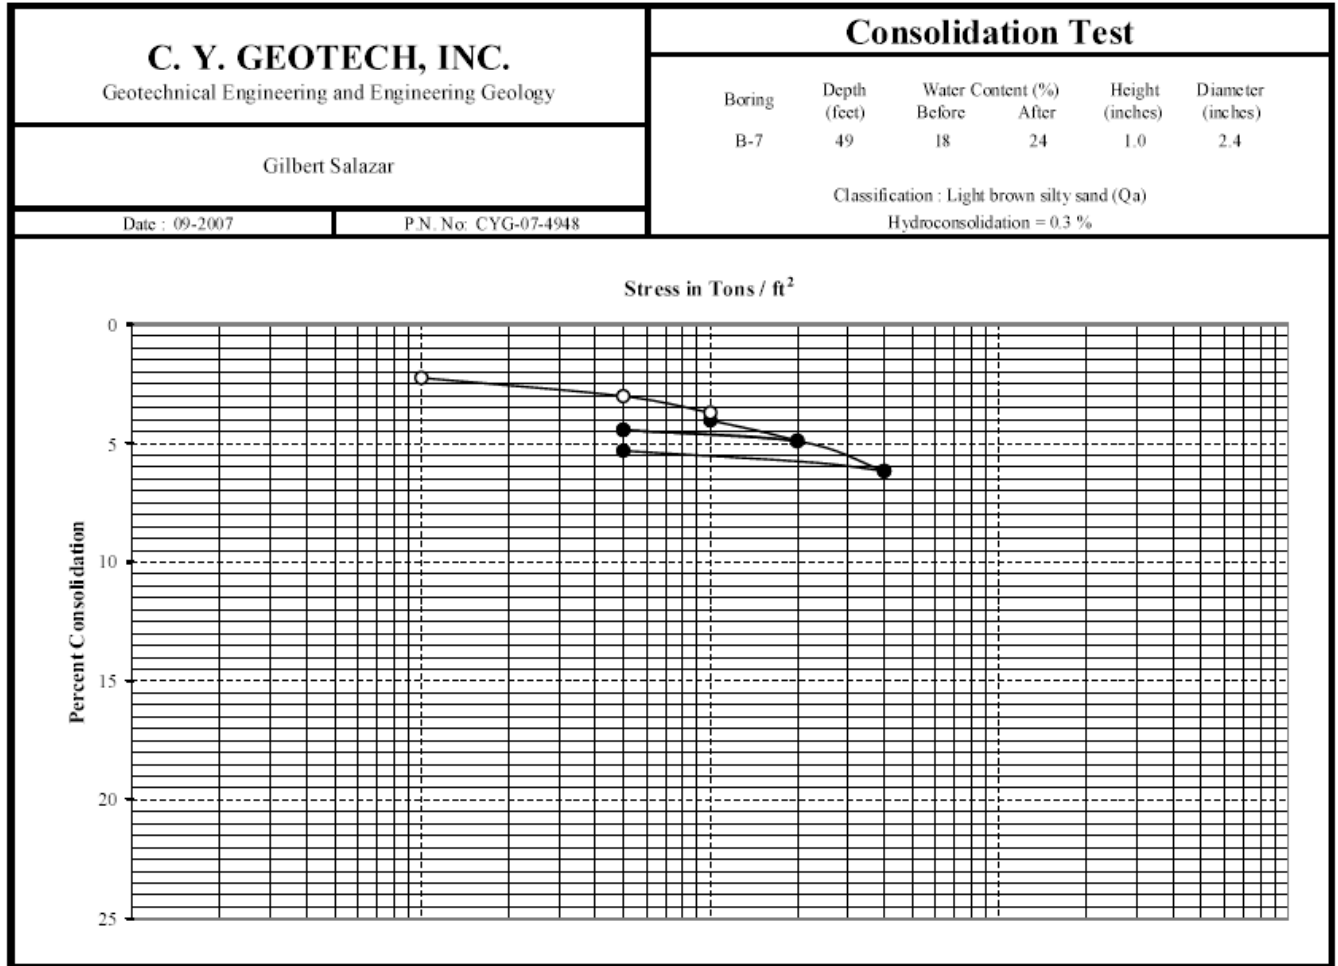 C. Y. GEOTECH, INC.
Geotechnical Engineering and Engineering Geology
Gilbert Salazar
Date : 09-2007
P.N. No: CYG-07-4948
Consolidation Test
Boring Depth (feet) Water Content (%) Before After Height (inches) Diameter (inches)
B-7 49 18 24 1.0 2.4
Classification : Light brown silty sand (Qa)
Hydroconsolidation = 0.3 %
Stress in Tons / ft²
Percent Consolidation
0
5
10
15
20
25